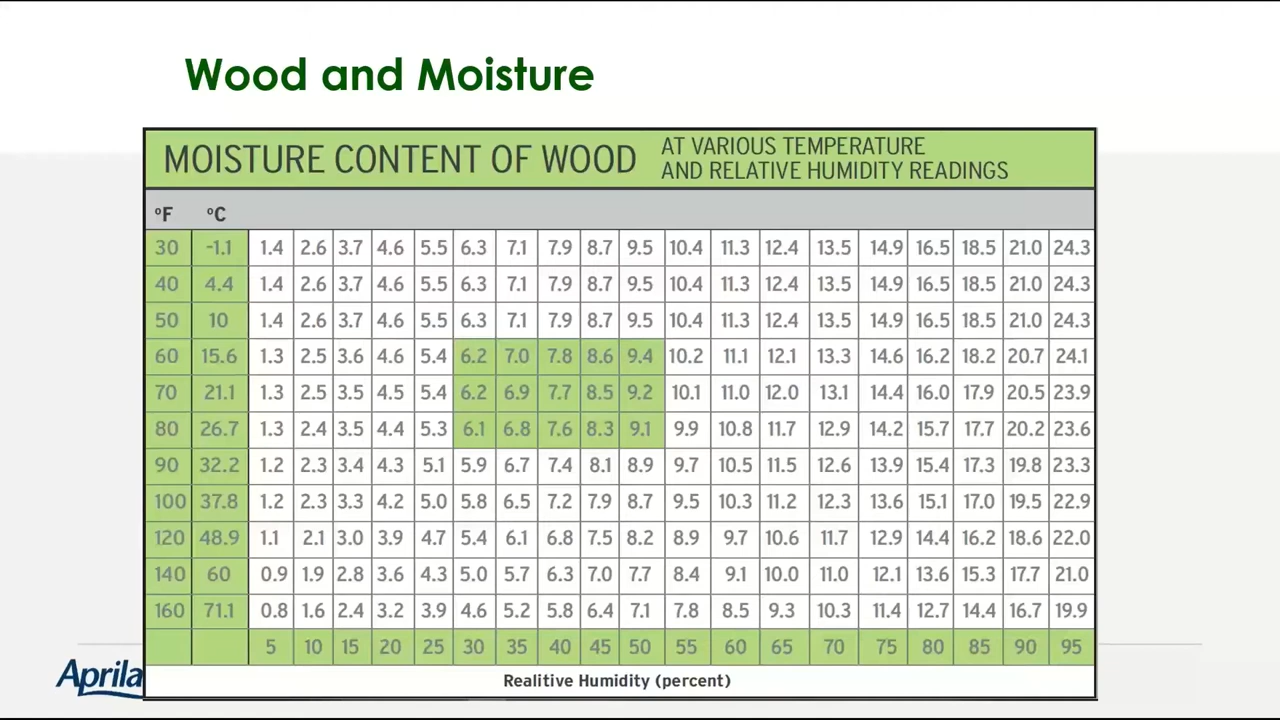 Wood and Moisture
MOISTURE CONTENT OF WOOD
AT VARIOUS TEMPERATURE
AND RELATIVE HUMIDITY READINGS
ºF ºC
30 -1.1 1.4 2.6 3.7 4.6 5.5 6.3 7.1 7.9 8.7 9.5 10.4 11.3 12.4 13.5 14.9 16.5 18.5 21.0 24.3
40 4.4 1.4 2.6 3.7 4.6 5.5 6.3 7.1 7.9 8.7 9.5 10.4 11.3 12.4 13.5 14.9 16.5 18.5 21.0 24.3
50 10 1.4 2.6 3.7 4.6 5.5 6.3 7.1 7.9 8.7 9.5 10.4 11.3 12.4 13.5 14.9 16.5 18.5 21.0 24.3
60 15.6 1.3 2.5 3.6 4.6 5.4 6.2 7.0 7.8 8.6 9.4 10.2 11.1 12.1 13.3 14.6 16.2 18.2 20.7 24.1
70 21.1 1.3 2.5 3.5 4.5 5.4 6.2 6.9 7.7 8.5 9.2 10.1 11.0 12.0 13.1 14.4 16.0 17.9 20.5 23.9
80 26.7 1.3 2.4 3.5 4.4 5.3 6.1 6.8 7.6 8.3 9.1 9.9 10.8 11.7 12.9 14.2 15.7 17.7 20.2 23.6
90 32.2 1.2 2.3 3.4 4.3 5.1 5.9 6.7 7.4 8.1 8.9 9.7 10.5 11.5 12.6 13.9 15.4 17.3 19.8 23.3
100 37.8 1.2 2.3 3.3 4.2 5.0 5.8 6.5 7.2 7.9 8.7 9.5 10.3 11.2 12.3 13.6 15.1 17.0 19.5 22.9
120 48.9 1.1 2.1 3.0 3.9 4.7 5.4 6.1 6.8 7.5 8.2 8.9 9.7 10.6 11.7 12.9 14.4 16.2 18.6 22.0
140 60 0.9 1.9 2.8 3.6 4.3 5.0 5.7 6.3 7.0 7.7 8.4 9.1 10.0 11.0 12.1 13.6 15.3 17.7 21.0
160 71.1 0.8 1.6 2.4 3.2 3.9 4.6 5.2 5.8 6.4 7.1 7.8 8.5 9.3 10.3 11.4 12.7 14.4 16.7 19.9
5 10 15 20 25 30 35 40 45 50 55 60 65 70 75 80 85 90 95
Realitive Humidity (percent)
Aprila